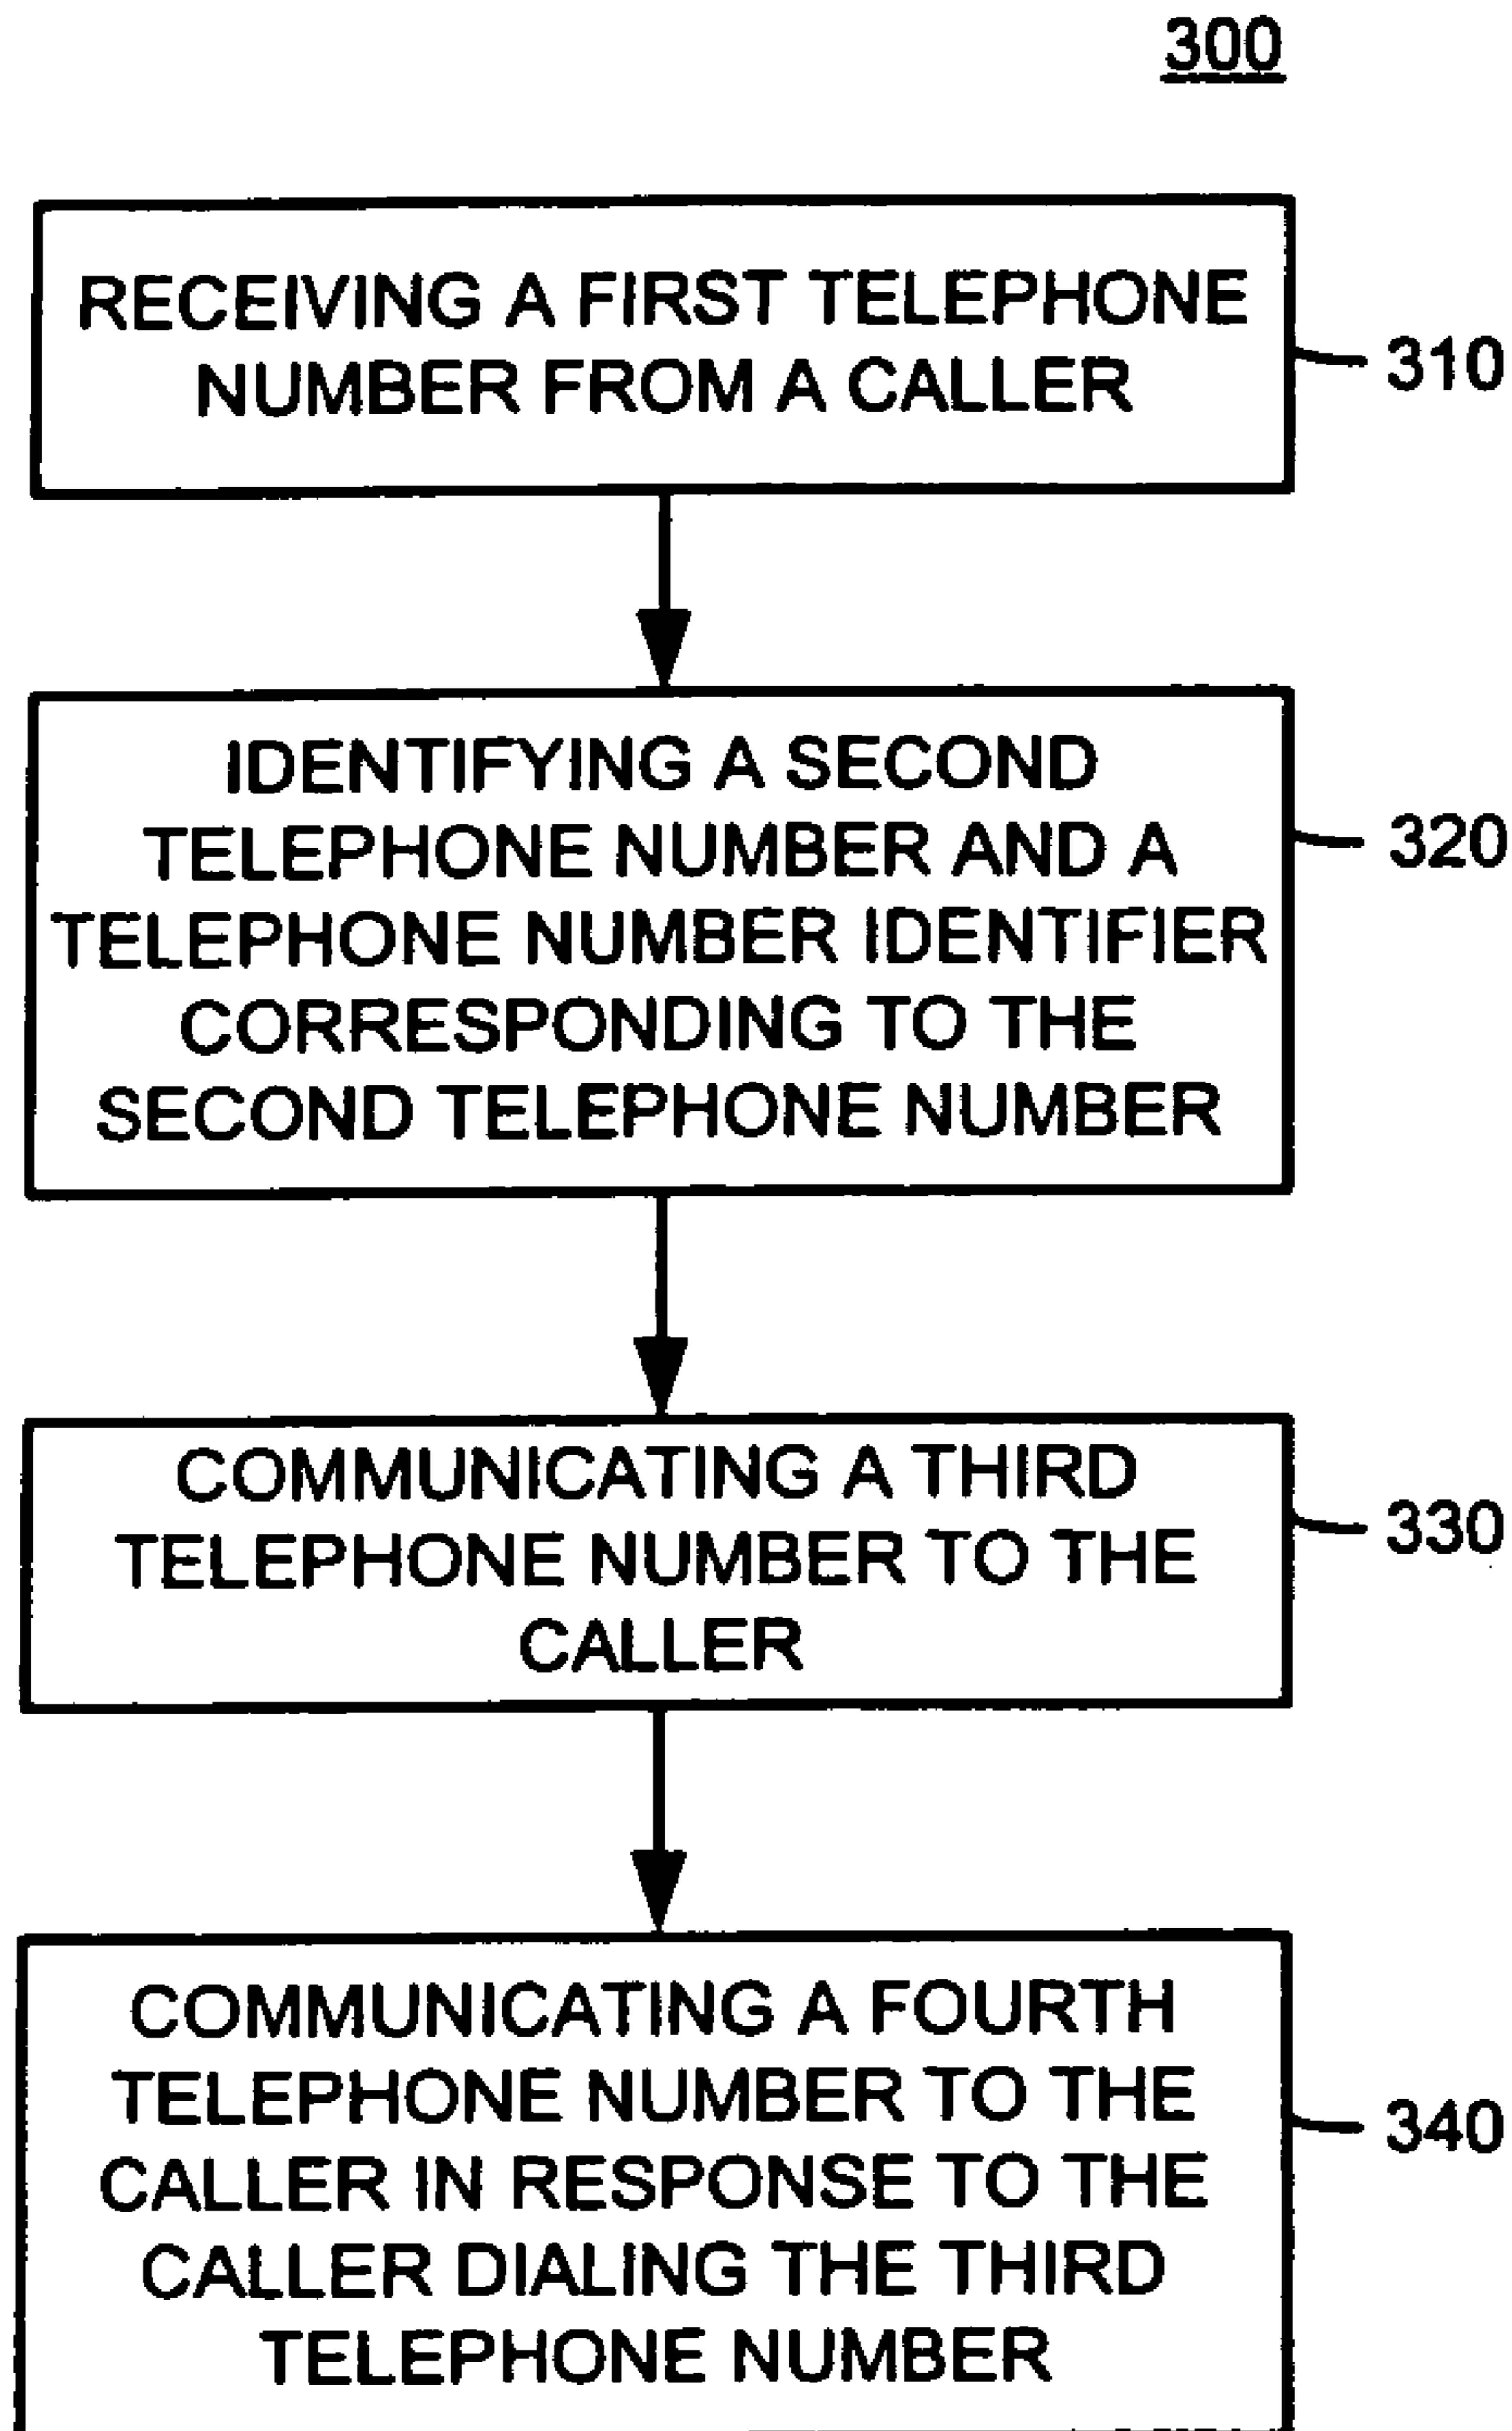 300
RECEIVING A FIRST TELEPHONE
NUMBER FROM A CALLER
310
IDENTIFYING A SECOND
TELEPHONE NUMBER AND A
TELEPHONE NUMBER IDENTIFIER
CORRESPONDING TO THE
SECOND TELEPHONE NUMBER
320
COMMUNICATING A THIRD
TELEPHONE NUMBER TO THE
CALLER
330
COMMUNICATING A FOURTH
TELEPHONE NUMBER TO THE
CALLER IN RESPONSE TO THE
CALLER DIALING THE THIRD
TELEPHONE NUMBER
340